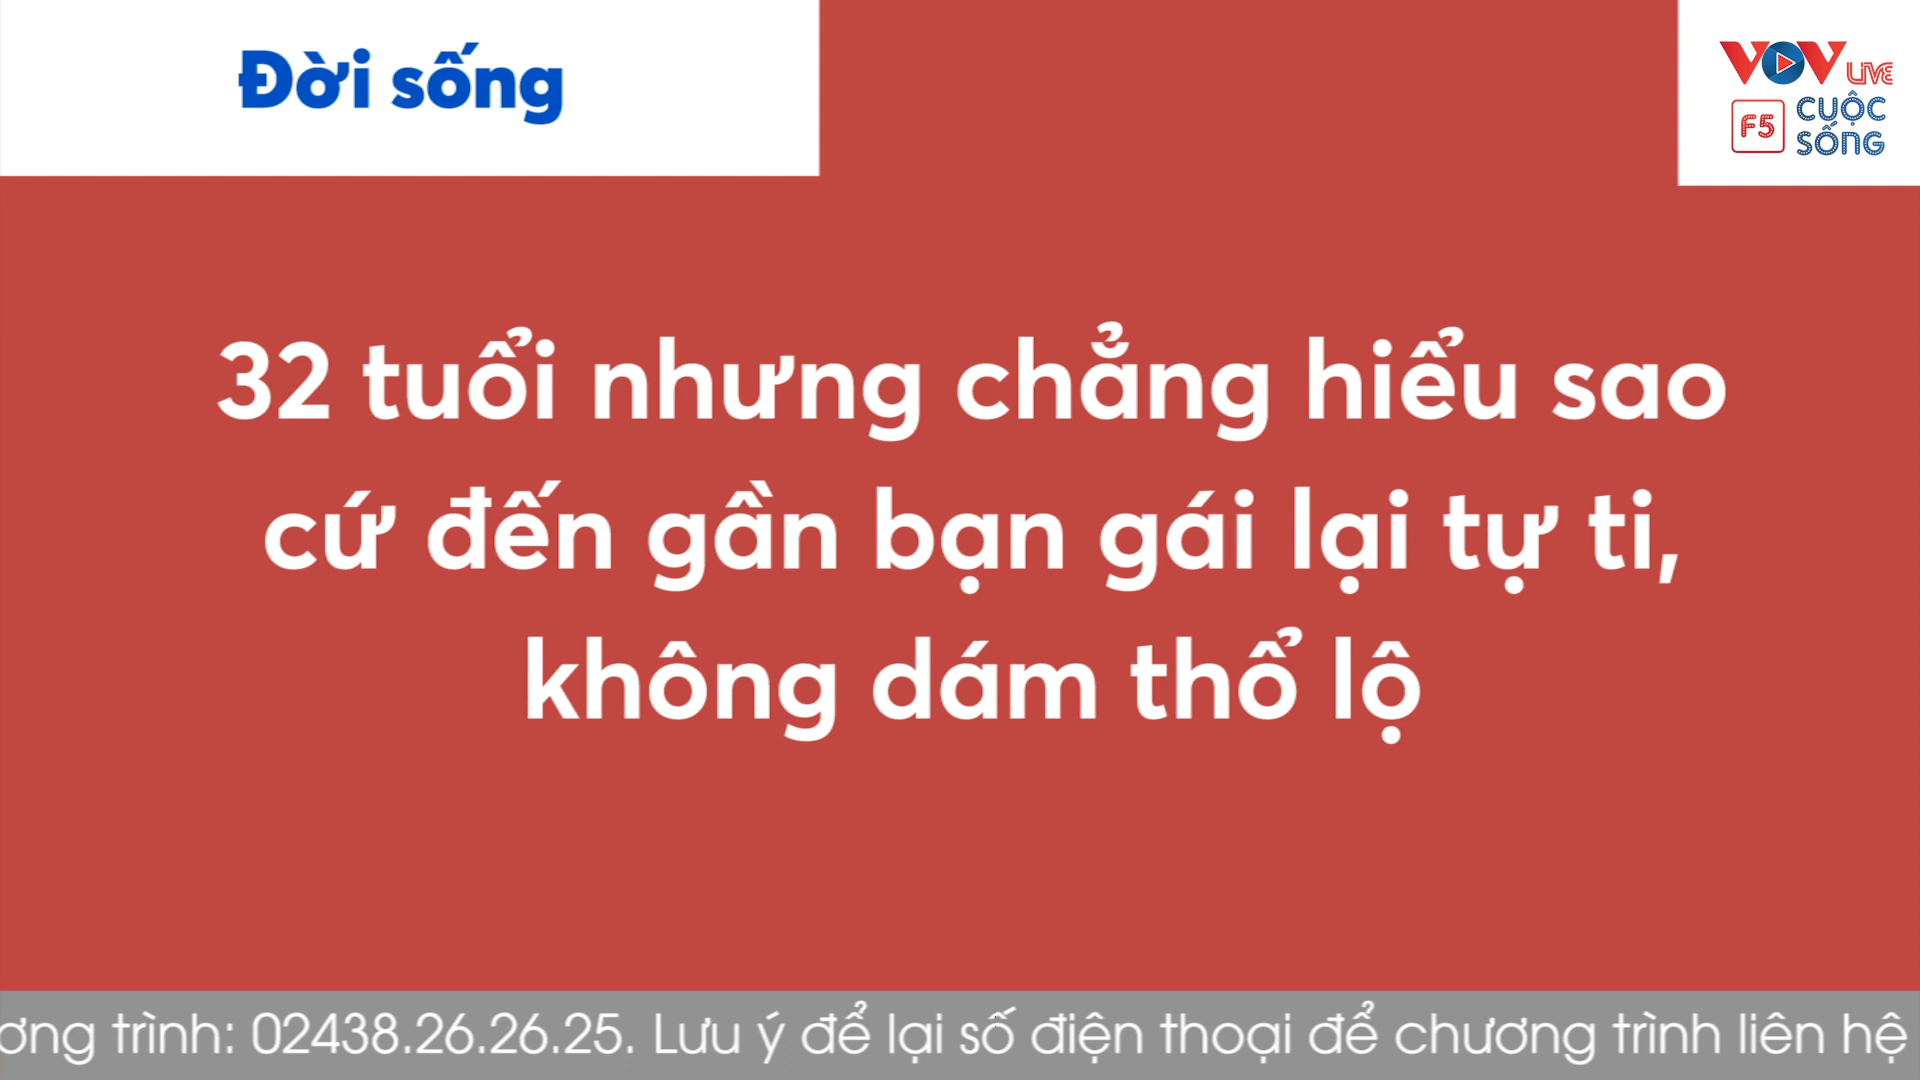 Đời sống
VOV LIVE
F5 CUỘC SỐNG
32 tuổi nhưng chẳng hiểu sao
cứ đến gần bạn gái lại tự ti,
không dám thổ lộ
ơng trình: 02438.26.26.25. Lưu ý để lại số điện thoại để chương trình liên hệ